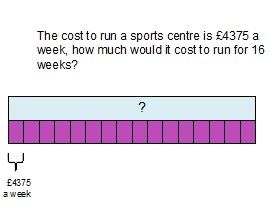 The cost to run a sports centre is £4375 a
week, how much would it cost to run for 16
weeks?
?
£4375
a week